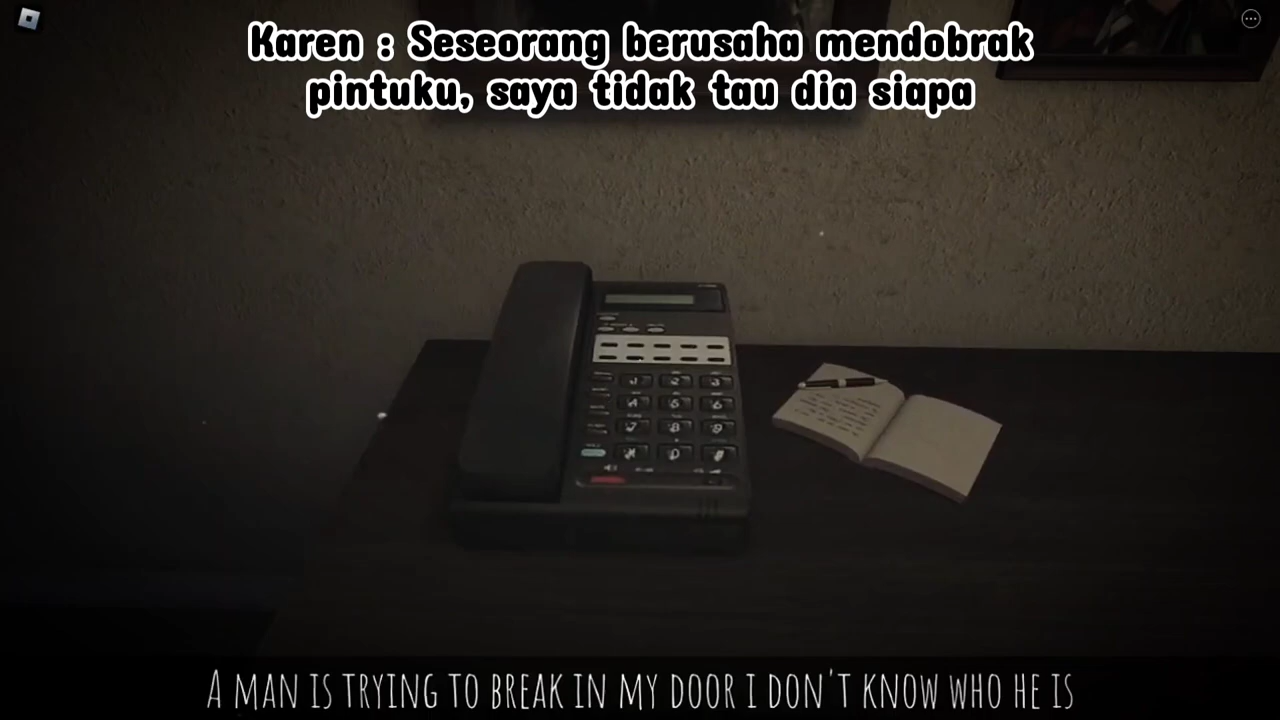 Karen : Seseorang berusaha mendobrak
pintuku, saya tidak tau dia siapa
A MAN IS TRYING TO BREAK IN MY DOOR I DON'T KNOW WHO HE IS